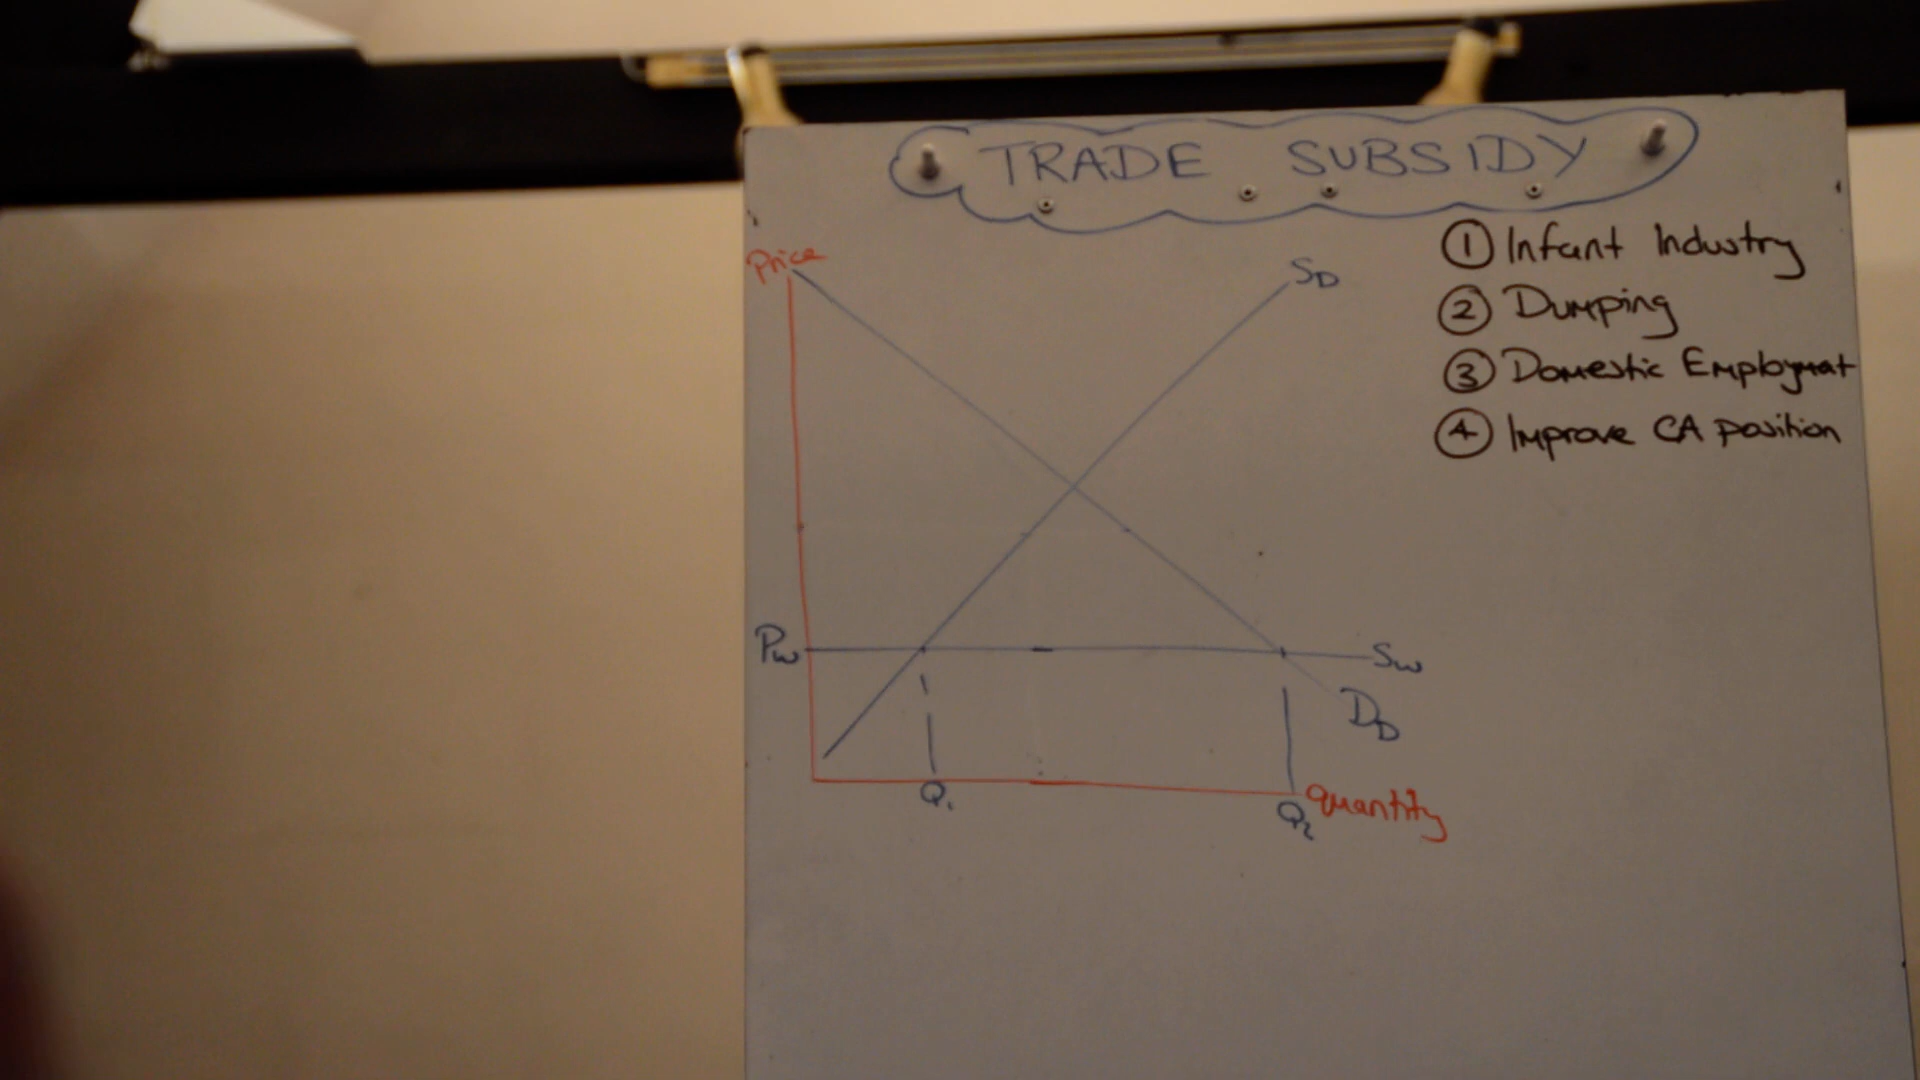 TRADE SUBSIDY
① Infant Industry
② Dumping
③ Domestic Employment
④ Improve CA position
Price
SD
Pw
Sw
DD
Q1
Q2
quantity